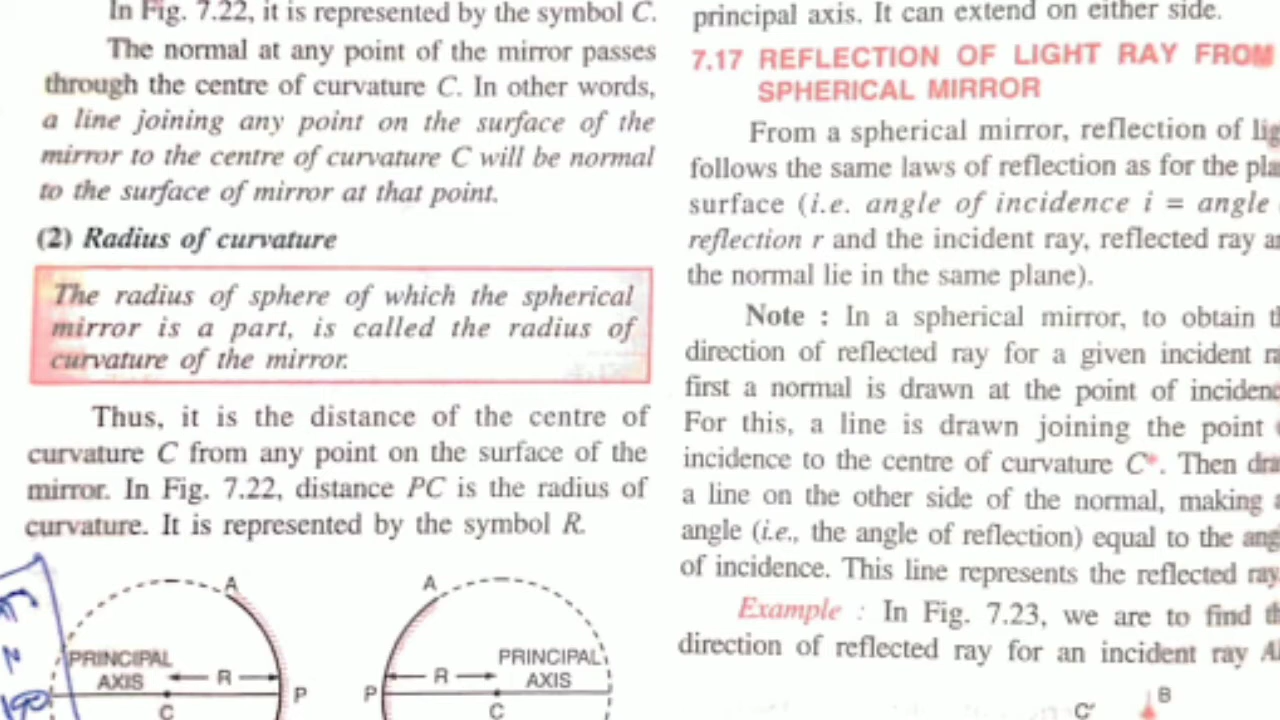 In Fig. 7.22, it is represented by the symbol C.
The normal at any point of the mirror passes
through the centre of curvature C. In other words,
a line joining any point on the surface of the
mirror to the centre of curvature C will be normal
to the surface of mirror at that point.
(2) Radius of curvature
The radius of sphere of which the spherical
mirror is a part, is called the radius of
curvature of the mirror.
Thus, it is the distance of the centre of
curvature C from any point on the surface of the
mirror. In Fig. 7.22, distance PC is the radius of
curvature. It is represented by the symbol R.
A
PRINCIPAL
AXIS
R
P
C
A
PRINCIPAL
AXIS
R
P
C
principal axis. It can extend on either side.
7.17 REFLECTION OF LIGHT RAY FROM
SPHERICAL MIRROR
From a spherical mirror, reflection of
follows the same laws of reflection as for the
surface (i.e. angle of incidence i = angle
reflection r and the incident ray, reflected ray
the normal lie in the same plane).
Note : In a spherical mirror, to obtain
direction of reflected ray for a given incident
first a normal is drawn at the point of
For this, a line is drawn joining the point
incidence to the centre of curvature C*. Then
a line on the other side of the normal, making
angle (i.e., the angle of reflection) equal to the
of incidence. This line represents the reflected ray
Example : In Fig. 7.23, we are to find
direction of reflected ray for an incident ray
C'
B